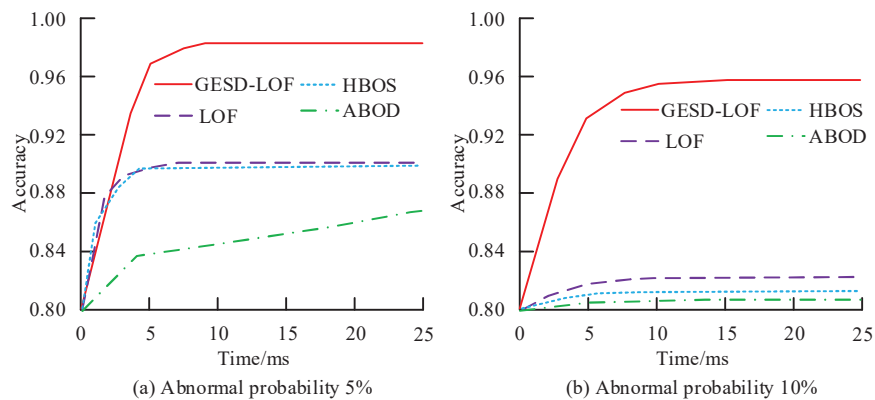 1.00
0.96
0.92
0.88
0.84
0.80
Accuracy
GESD-LOF
HBOS
LOF
ABOD
0 5 10 15 20 25
Time/ms
(a) Abnormal probability 5%
1.00
0.96
0.92
0.88
0.84
0.80
Accuracy
GESD-LOF
HBOS
LOF
ABOD
0 5 10 15 20 25
Time/ms
(b) Abnormal probability 10%